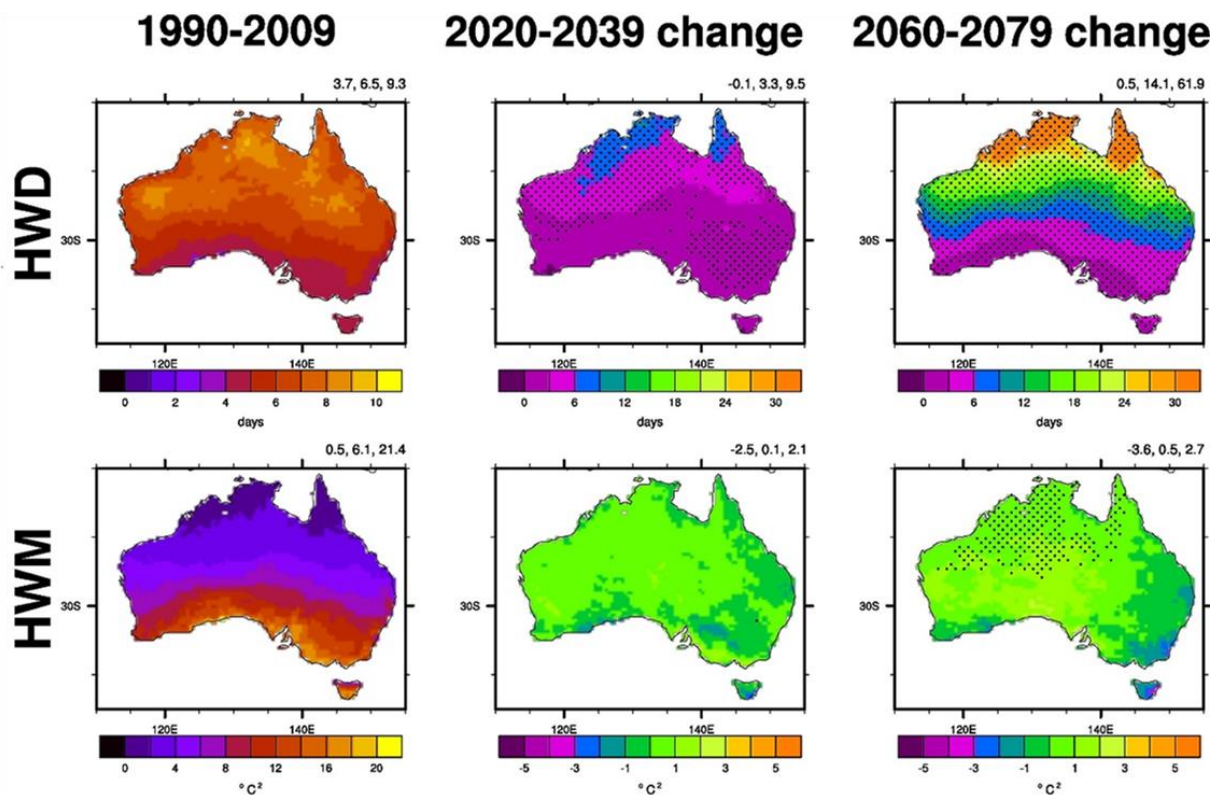 1990-2009 2020-2039 change 2060-2079 change
3.7, 6.5, 9.3 -0.1, 3.3, 9.5 0.5, 14.1, 61.9
HWD
30S 30S 30S
120E 140E 120E 140E 120E 140E
0 2 4 6 8 10 0 6 12 18 24 30 0 6 12 18 24 30
days days days
0.5, 6.1, 21.4 -2.5, 0.1, 2.1 -3.6, 0.5, 2.7
HWM
30S 30S 30S
120E 140E 120E 140E 120E 140E
0 4 8 12 16 20 -5 -3 -1 1 3 5 -5 -3 -1 1 3 5
°C² °C² °C²